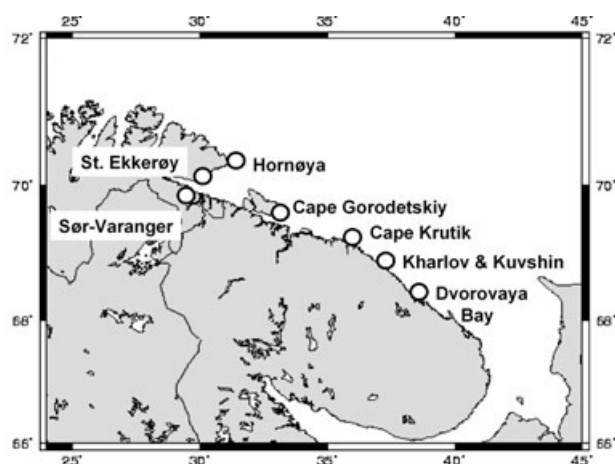 25° 30° 35° 40° 45°
72° 72°
St. Ekkerøy
Hornøya
70° 70°
Cape Gorodetskiy
Sør-Varanger
Cape Krutik
Kharlov & Kuvshin
Dvorovaya
Bay
68° 68°
66° 66°
25° 30° 35° 40° 45°